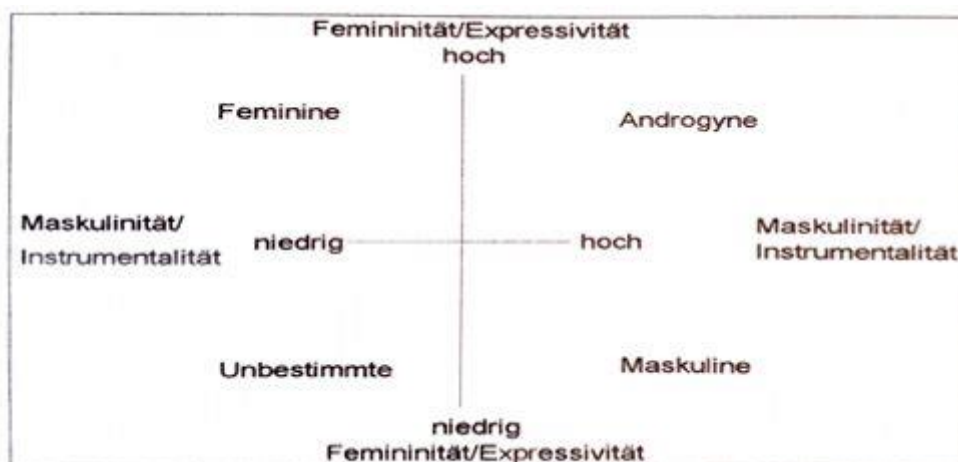 Femininität/Expressivität
hoch
Feminine
Androgyne
Maskulinität/
Instrumentalität
niedrig
hoch
Maskulinität/
Instrumentalität
Unbestimmte
Maskuline
niedrig
Femininität/Expressivität